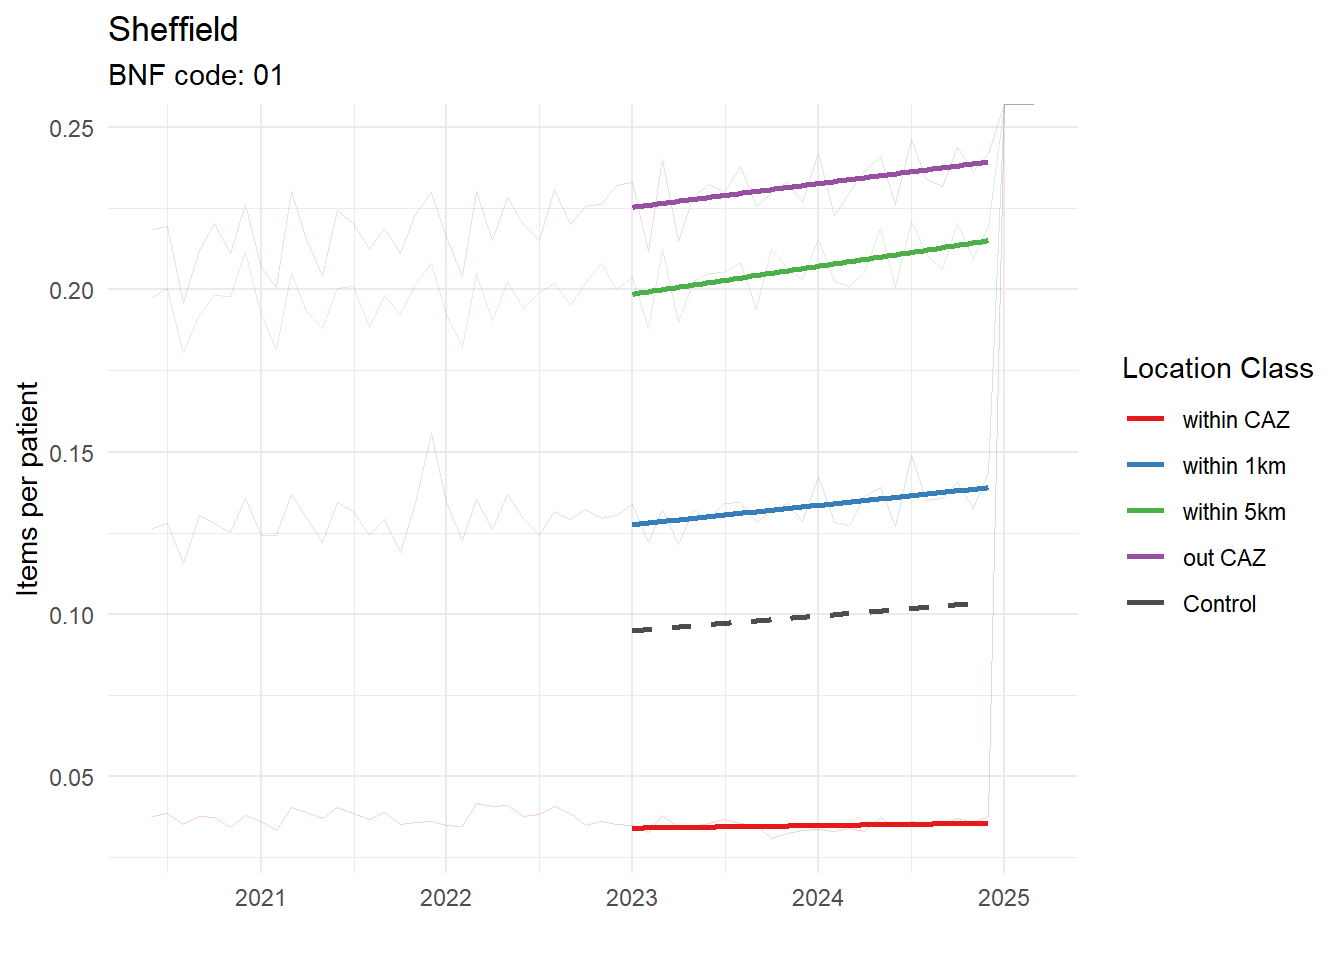 Sheffield
BNF code: 01
Items per patient
0.25
0.20
0.15
0.10
0.05
2021
2022
2023
2024
2025
Location Class
within CAZ
within 1km
within 5km
out CAZ
Control